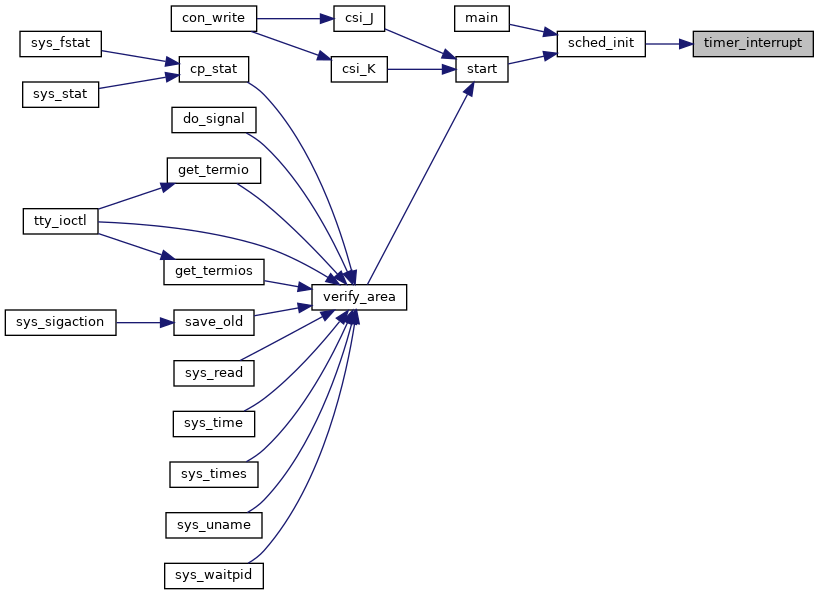 con_write
csi_J
main
sys_fstat
sched_init
timer_interrupt
cp_stat
csi_K
start
sys_stat
do_signal
get_termio
tty_ioctl
get_termios
verify_area
sys_sigaction
save_old
sys_read
sys_time
sys_times
sys_uname
sys_waitpid